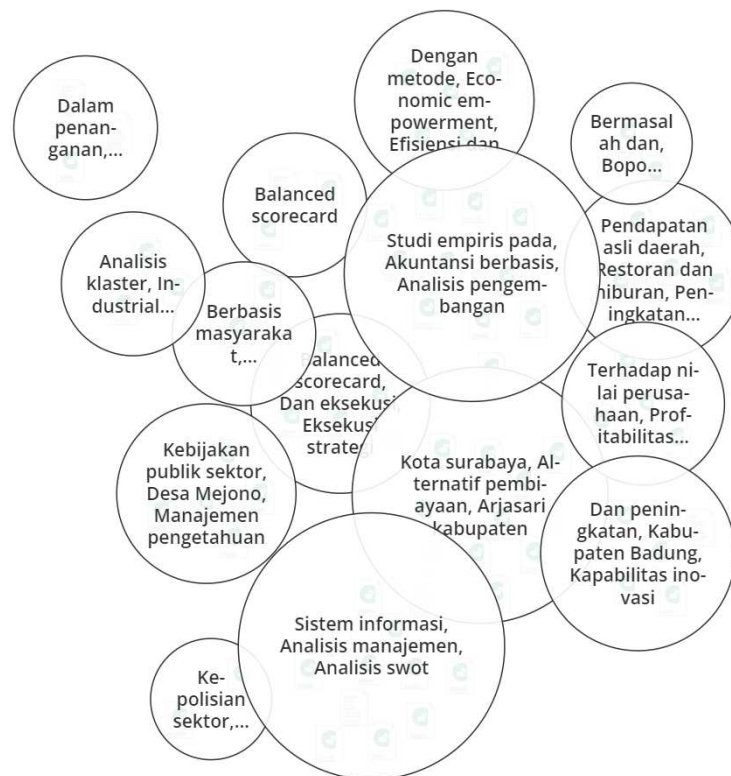 Dengan
metode, Eco-
nomic em-
powerment,
Efisiensi dan
Dalam
penan-
ganan,...
Bermasal
ah dan,
Bopo...
Balanced
scorecard
Studi empiris pada,
Akuntansi berbasis,
Analisis pengem-
bangan
Pendapatan
asli daerah,
Restoran dan
hiburan, Pen-
ingkatan...
Analisis
klaster, In-
dustrial...
Berbasis
masyaraka
t,...
Balanced
scorecard,
Dan eksekusi,
Eksekusi
strategi
Terhadap ni-
lai perusa-
haan, Prof-
itabilitas...
Kebijakan
publik sektor,
Desa Mejono,
Manajemen
pengetahuan
Kota surabaya, Al-
ternatif pembi-
ayaan, Arjasari
kabupaten
Dan penin-
gkatan, Kabu-
paten Badung,
Kapabilitas ino-
vasi
Sistem informasi,
Analisis manajemen,
Analisis swot
Ke-
polisian
sektor,...